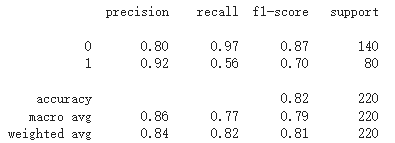 precision recall f1-score support
0 0.80 0.97 0.87 140
1 0.92 0.56 0.70 80
accuracy 0.82 220
macro avg 0.86 0.77 0.79 220
weighted avg 0.84 0.82 0.81 220